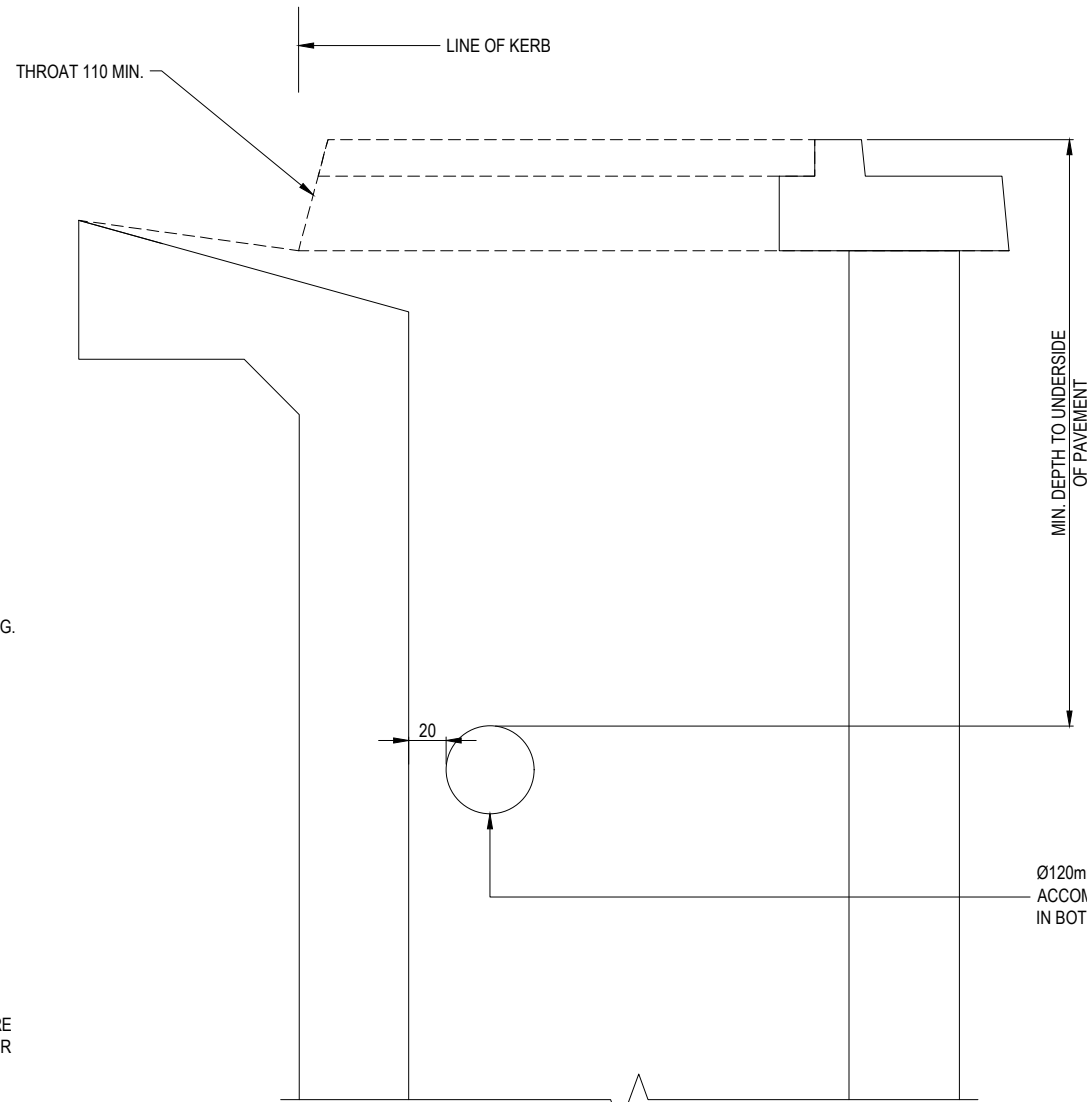 LINE OF KERB
THROAT 110 MIN.
MIN. DEPTH TO UNDERSIDE
OF PAVEMENT
G.
20
Ø120m
ACCOM
IN BOT
RE
R